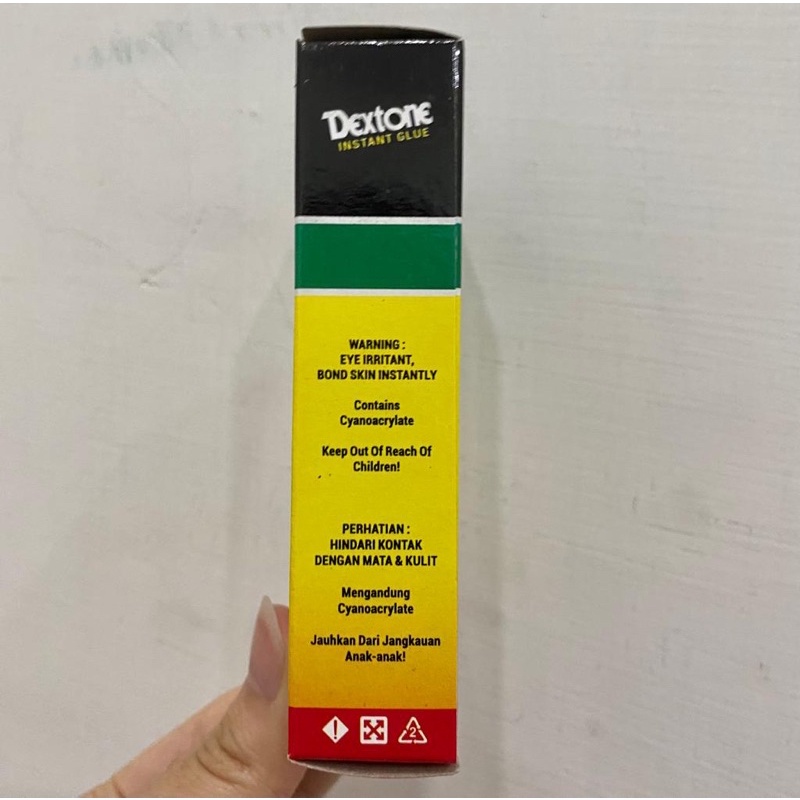 Dextone
INSTANT GLUE
WARNING :
EYE IRRITANT,
BOND SKIN INSTANTLY
Contains
Cyanoacrylate
Keep Out Of Reach Of
Children!
PERHATIAN :
HINDARI KONTAK
DENGAN MATA & KULIT
Mengandung
Cyanoacrylate
Jauhkan Dari Jangkauan
Anak-anak!
!
2